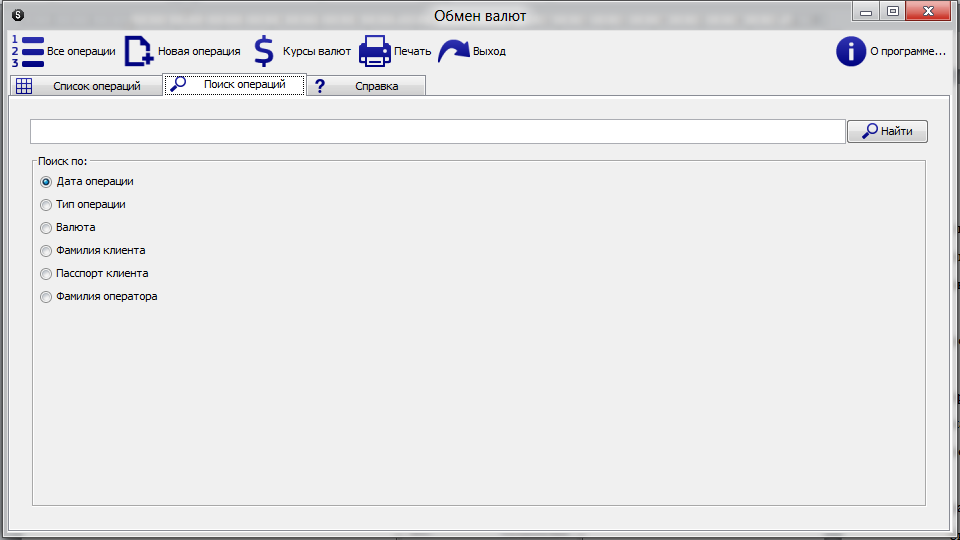 Обмен валют
1 2 3 Все операции Новая операция $ Курсы валют Печать Выход i О программе...
Список операций Поиск операций ? Справка
Найти
Поиск по:
Дата операции
Тип операции
Валюта
Фамилия клиента
Пасспорт клиента
Фамилия оператора